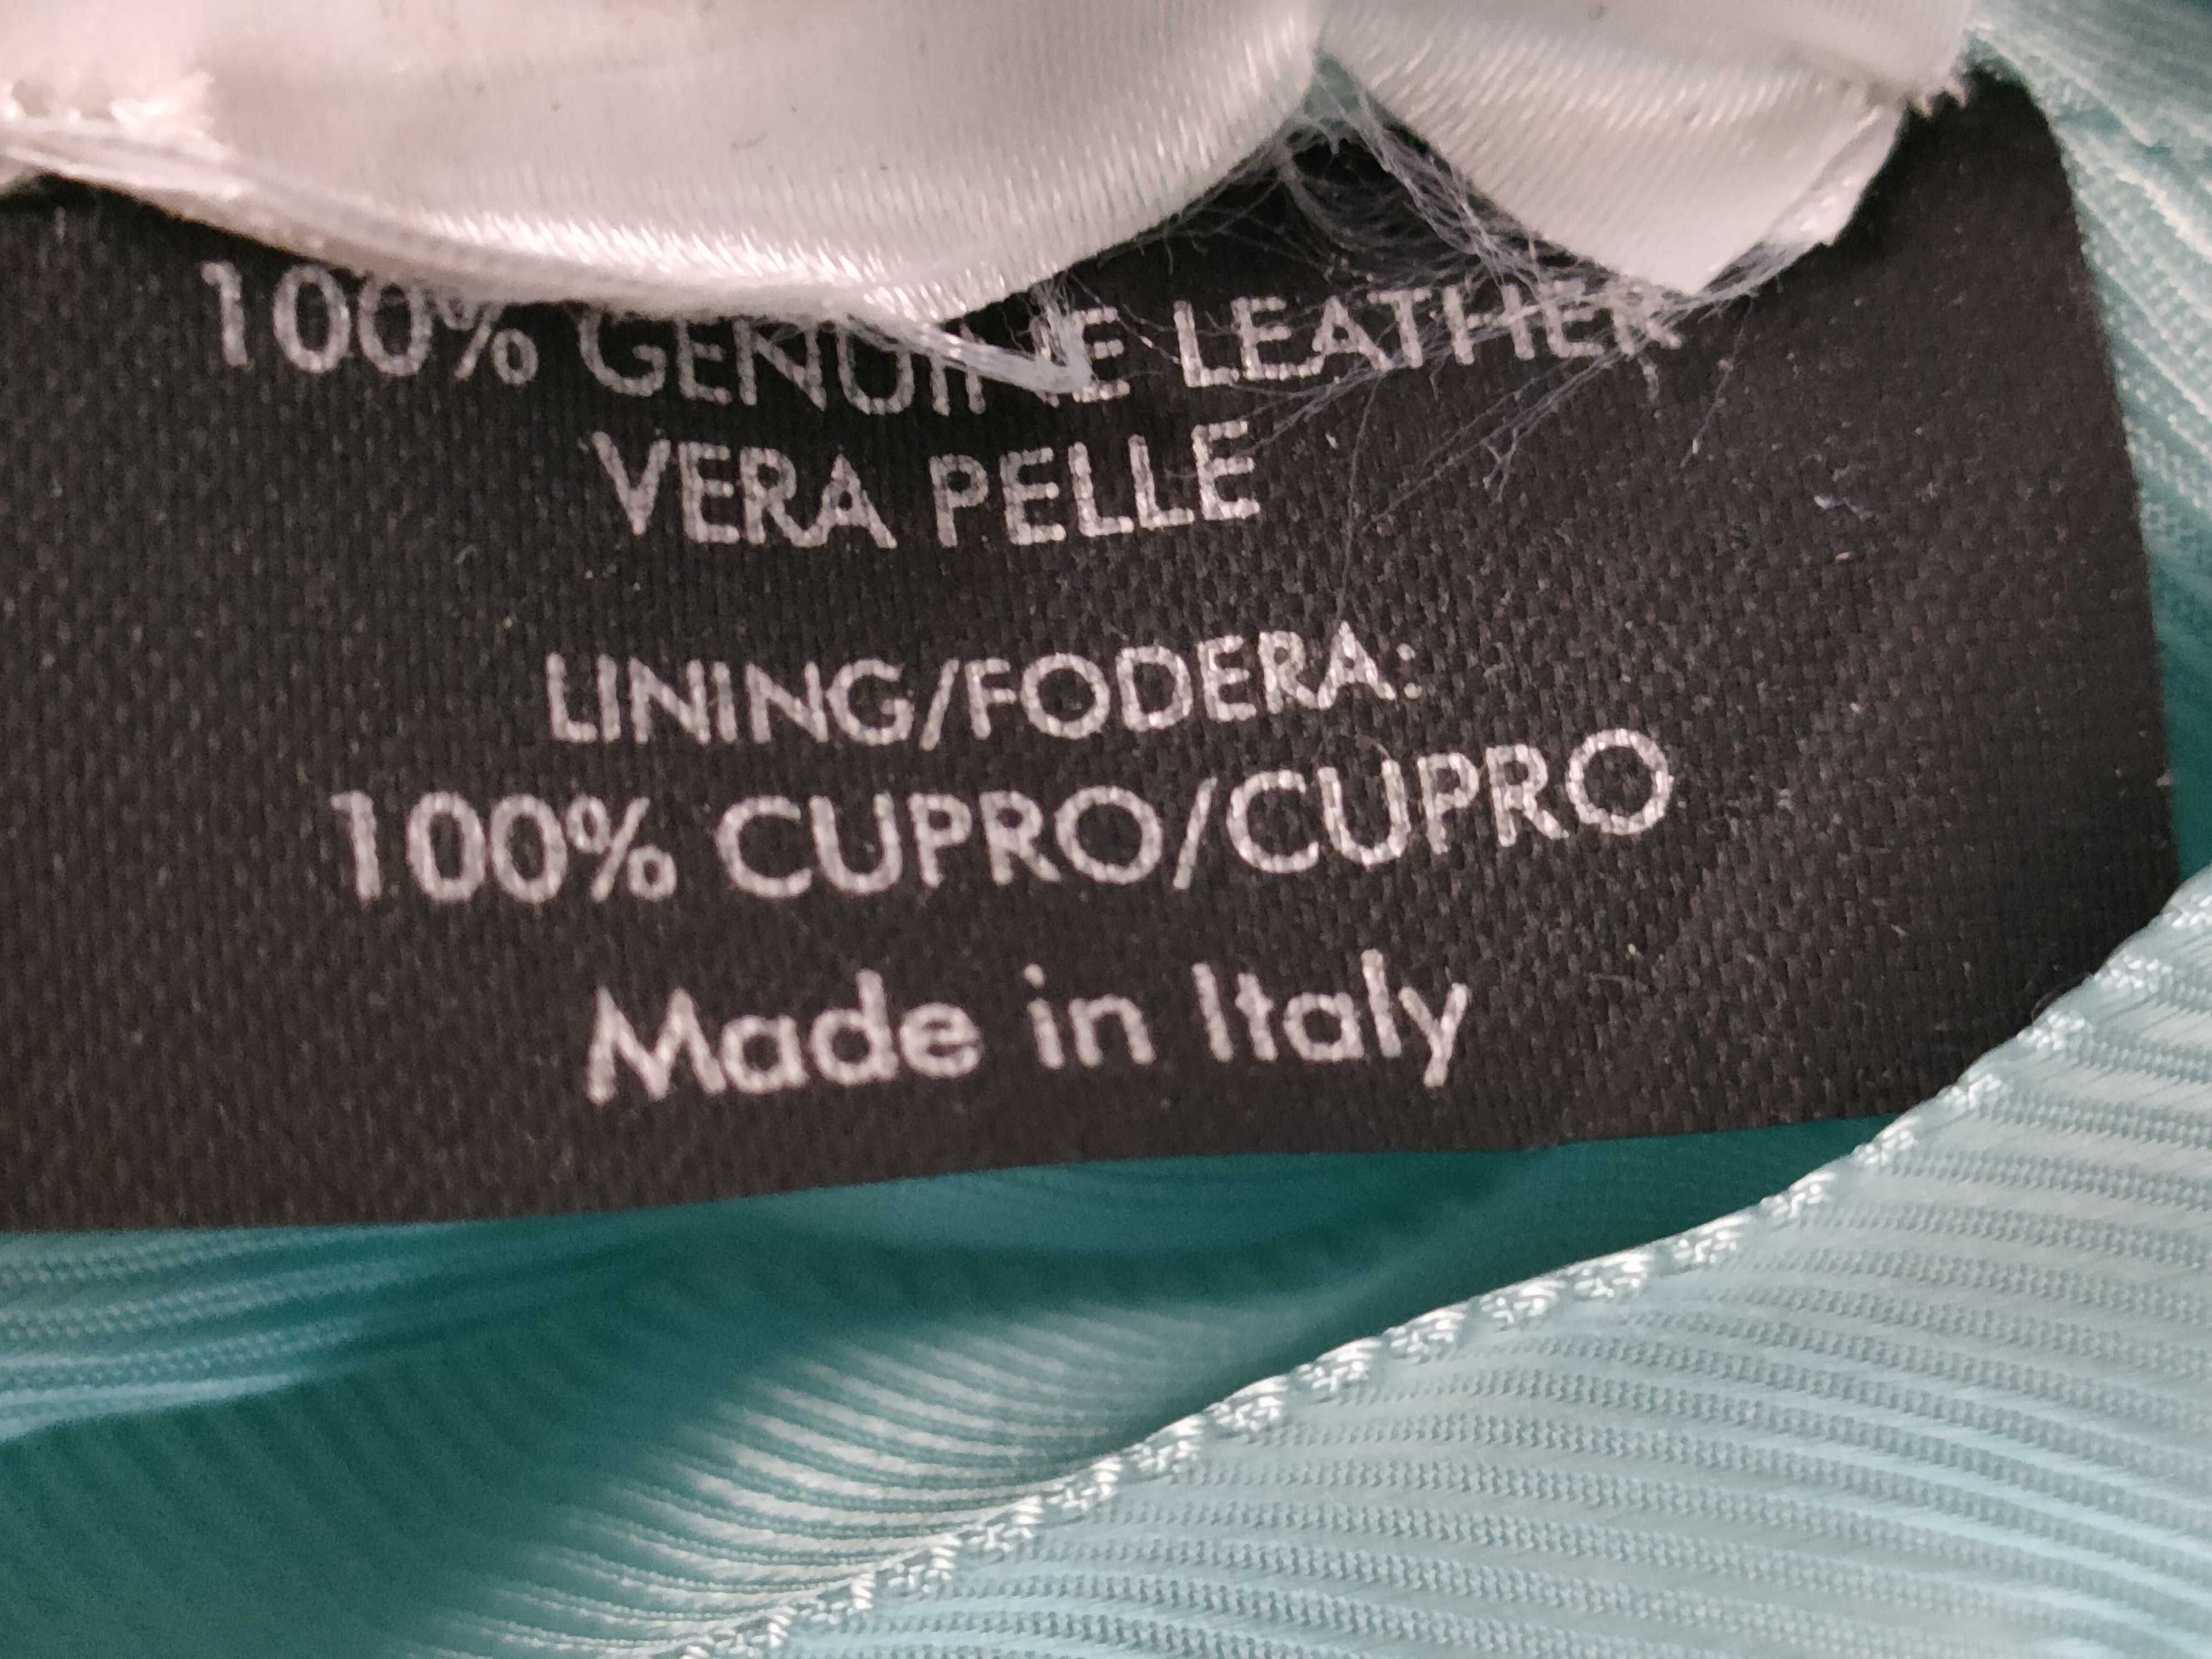 100% GENUINE LEATHER
VERA PELLE
LINING/FODERA:
100% CUPRO/CUPRO
Made in Italy